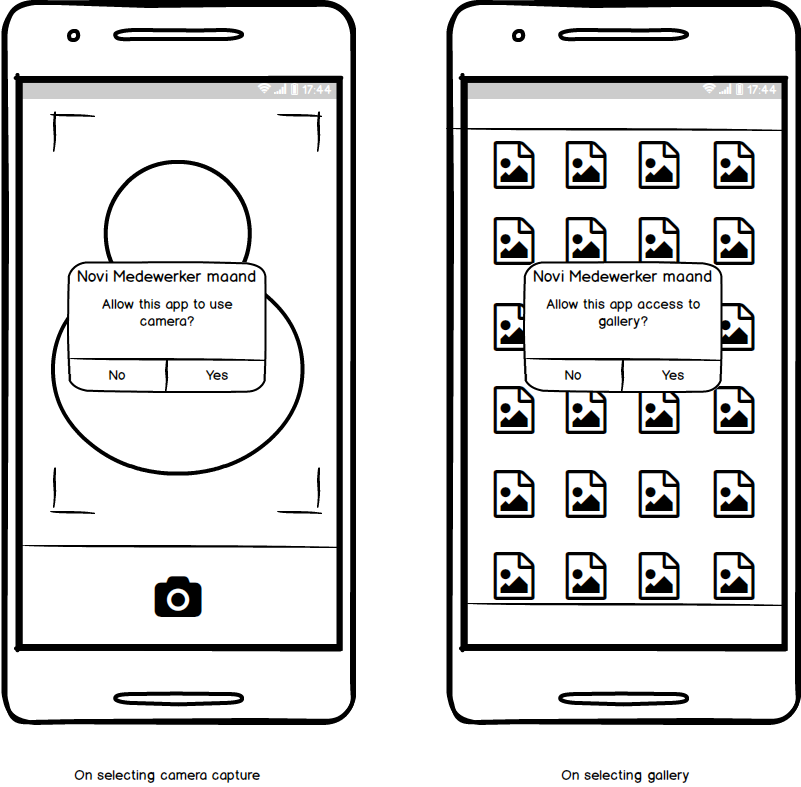 17:44
Novi Medewerker maand
Allow this app to use
camera?
No Yes
On selecting camera capture
17:44
Novi Medewerker maand
Allow this app access to
gallery?
No Yes
On selecting gallery